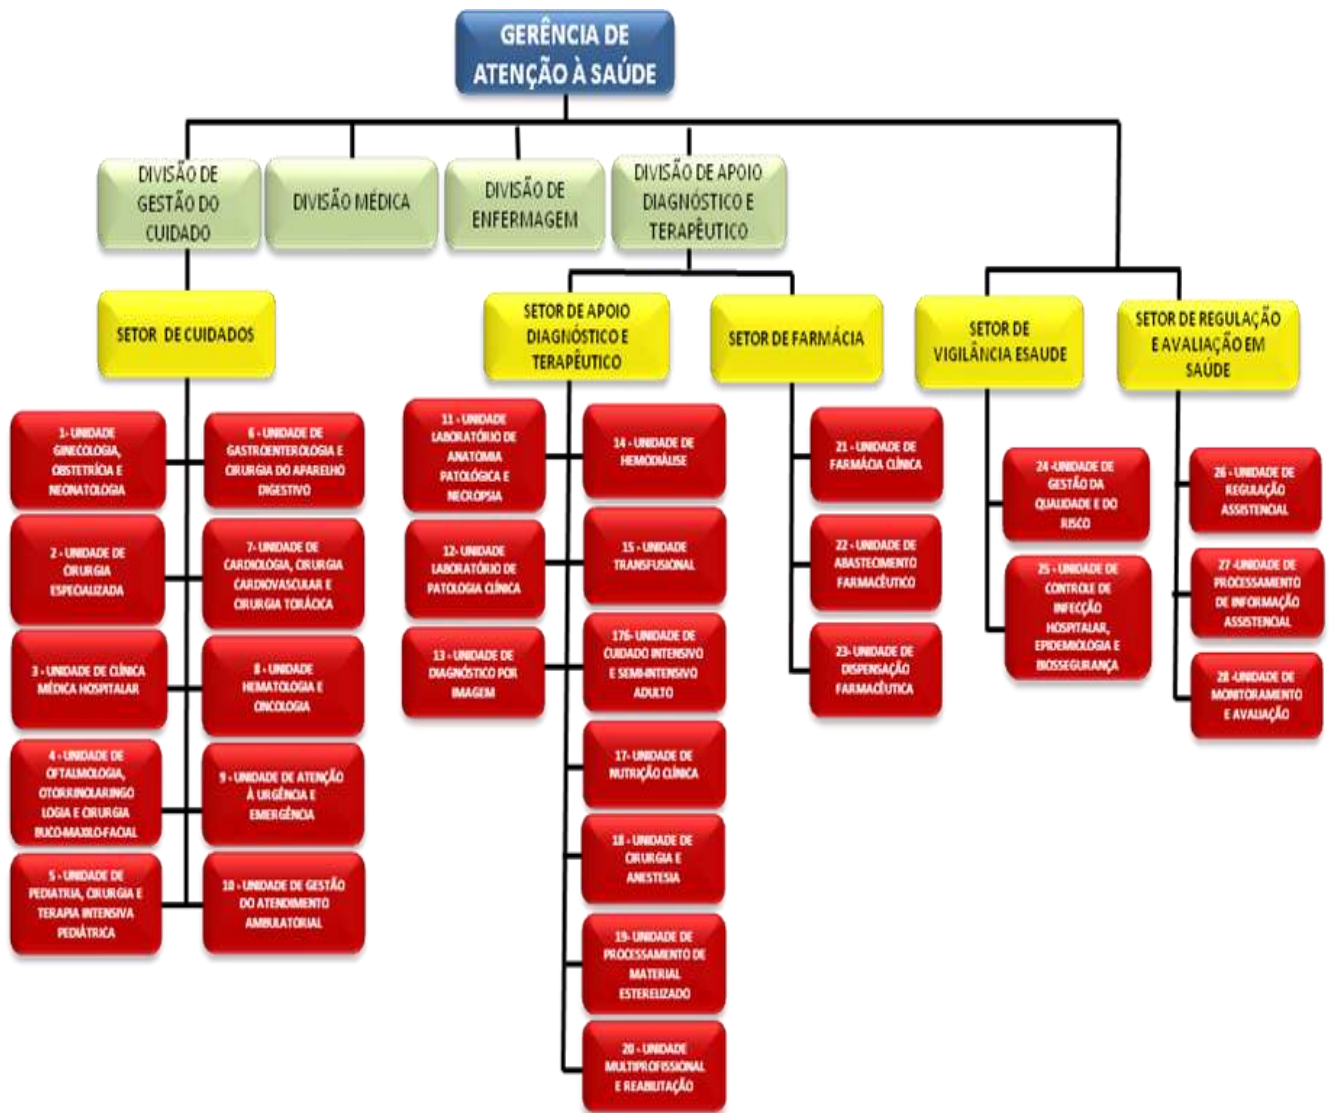 GERÊNCIA DE
ATENÇÃO À SAÚDE
DIVISÃO DE
GESTÃO DO
CUIDADO
DIVISÃO MÉDICA
DIVISÃO DE
ENFERMAGEM
DIVISÃO DE APOIO
DIAGNÓSTICO E
TERAPÊUTICO
SETOR DE CUIDADOS
SETOR DE APOIO
DIAGNÓSTICO E
TERAPÊUTICO
SETOR DE FARMÁCIA
SETOR DE
VIGILÂNCIA ESAUDE
SETOR DE REGULAÇÃO
E AVALIAÇÃO EM
SAÚDE
1- UNIDADE
GINECOLOGIA,
OBSTETRÍCIA E
NEONATOLOGIA
2 - UNIDADE DE
CIRURGIA
ESPECIALIZADA
3 - UNIDADE DE CLÍNICA
MÉDICA HOSPITALAR
4 - UNIDADE DE
OFTALMOLOGIA,
OTORRINOLARINGO
LOGIA E CIRURGIA
BUCO-MAXILO-FACIAL
5 - UNIDADE DE
PEDIATRIA, CIRURGIA E
TERAPIA INTENSIVA
PEDIÁTRICA
6 - UNIDADE DE
GASTROENTEROLOGIA E
CIRURGIA DO APARELHO
DIGESTIVO
7- UNIDADE DE
CARDIOLOGIA, CIRURGIA
CARDIOVASCULAR E
CIRURGIA TORÁCICA
8 - UNIDADE
HEMATOLOGIA E
ONCOLOGIA
9 - UNIDADE DE ATENÇÃO
À URGÊNCIA E
EMERGÊNCIA
10 - UNIDADE DE GESTÃO
DO ATENDIMENTO
AMBULATORIAL
11 - UNIDADE
LABORATÓRIO DE
ANATOMIA
PATOLÓGICA E
NECROPSIA
12- UNIDADE
LABORATÓRIO DE
PATOLOGIA CLÍNICA
13 - UNIDADE DE
DIAGNÓSTICO POR
IMAGEM
14 - UNIDADE DE
HEMODIÁLISE
15 - UNIDADE
TRANSFUSIONAL
176- UNIDADE DE
CUIDADO INTENSIVO
E SEMI-INTENSIVO
ADULTO
17- UNIDADE DE
NUTRIÇÃO CLÍNICA
18 - UNIDADE DE
CIRURGIA E
ANESTESIA
19- UNIDADE DE
PROCESSAMENTO DE
MATERIAL
ESTERELIZADO
20 - UNIDADE
MULTIPROFISSIONAL
E REABILITAÇÃO
21 - UNIDADE DE
FARMÁCIA CLÍNICA
22 - UNIDADE DE
ABASTECIMENTO
FARMACÊUTICO
23- UNIDADE DE
DISPENSAÇÃO
FARMACÊUTICA
24 -UNIDADE DE
GESTÃO DA
QUALIDADE E DO
RISCO
25 - UNIDADE DE
CONTROLE DE
INFECÇÃO
HOSPITALAR,
EPIDEMIOLOGIA E
BIOSSEGURANÇA
26 - UNIDADE DE
REGULAÇÃO
ASSISTENCIAL
27 -UNIDADE DE
PROCESSAMENTO
DE INFORMAÇÃO
ASSISTENCIAL
28 -UNIDADE DE
MONITORAMENTO
E AVALIAÇÃO